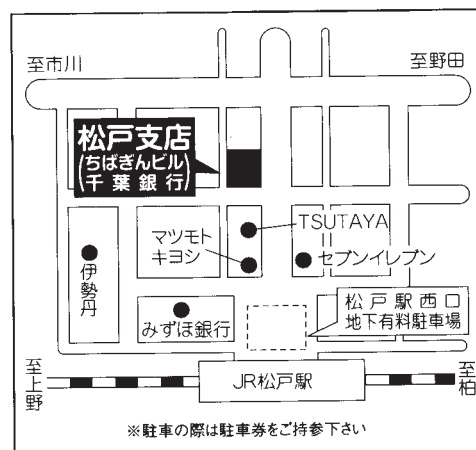 至市川
至野田
松戸支店
(ちばぎんビル)
(千葉銀行)
TSUTAYA
マツモト
キヨシ
セブンイレブン
伊勢丹
みずほ銀行
松戸駅西口
地下有料駐車場
至上野
JR松戸駅
至柏
※駐車の際は駐車券をご持参下さい